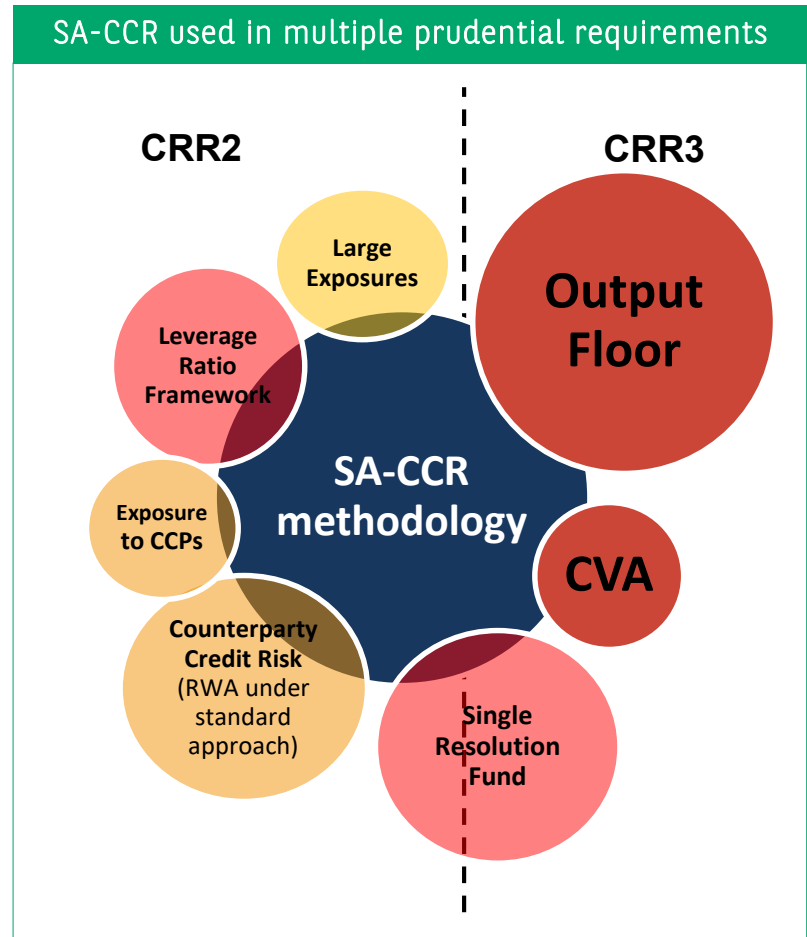 SA-CCR used in multiple prudential requirements
CRR2
CRR3
Large
Exposures
Output
Floor
Leverage
Ratio
Framework
SA-CCR
methodology
Exposure
to CCPs
CVA
Counterparty
Credit Risk
(RWA under
standard
approach)
Single
Resolution
Fund